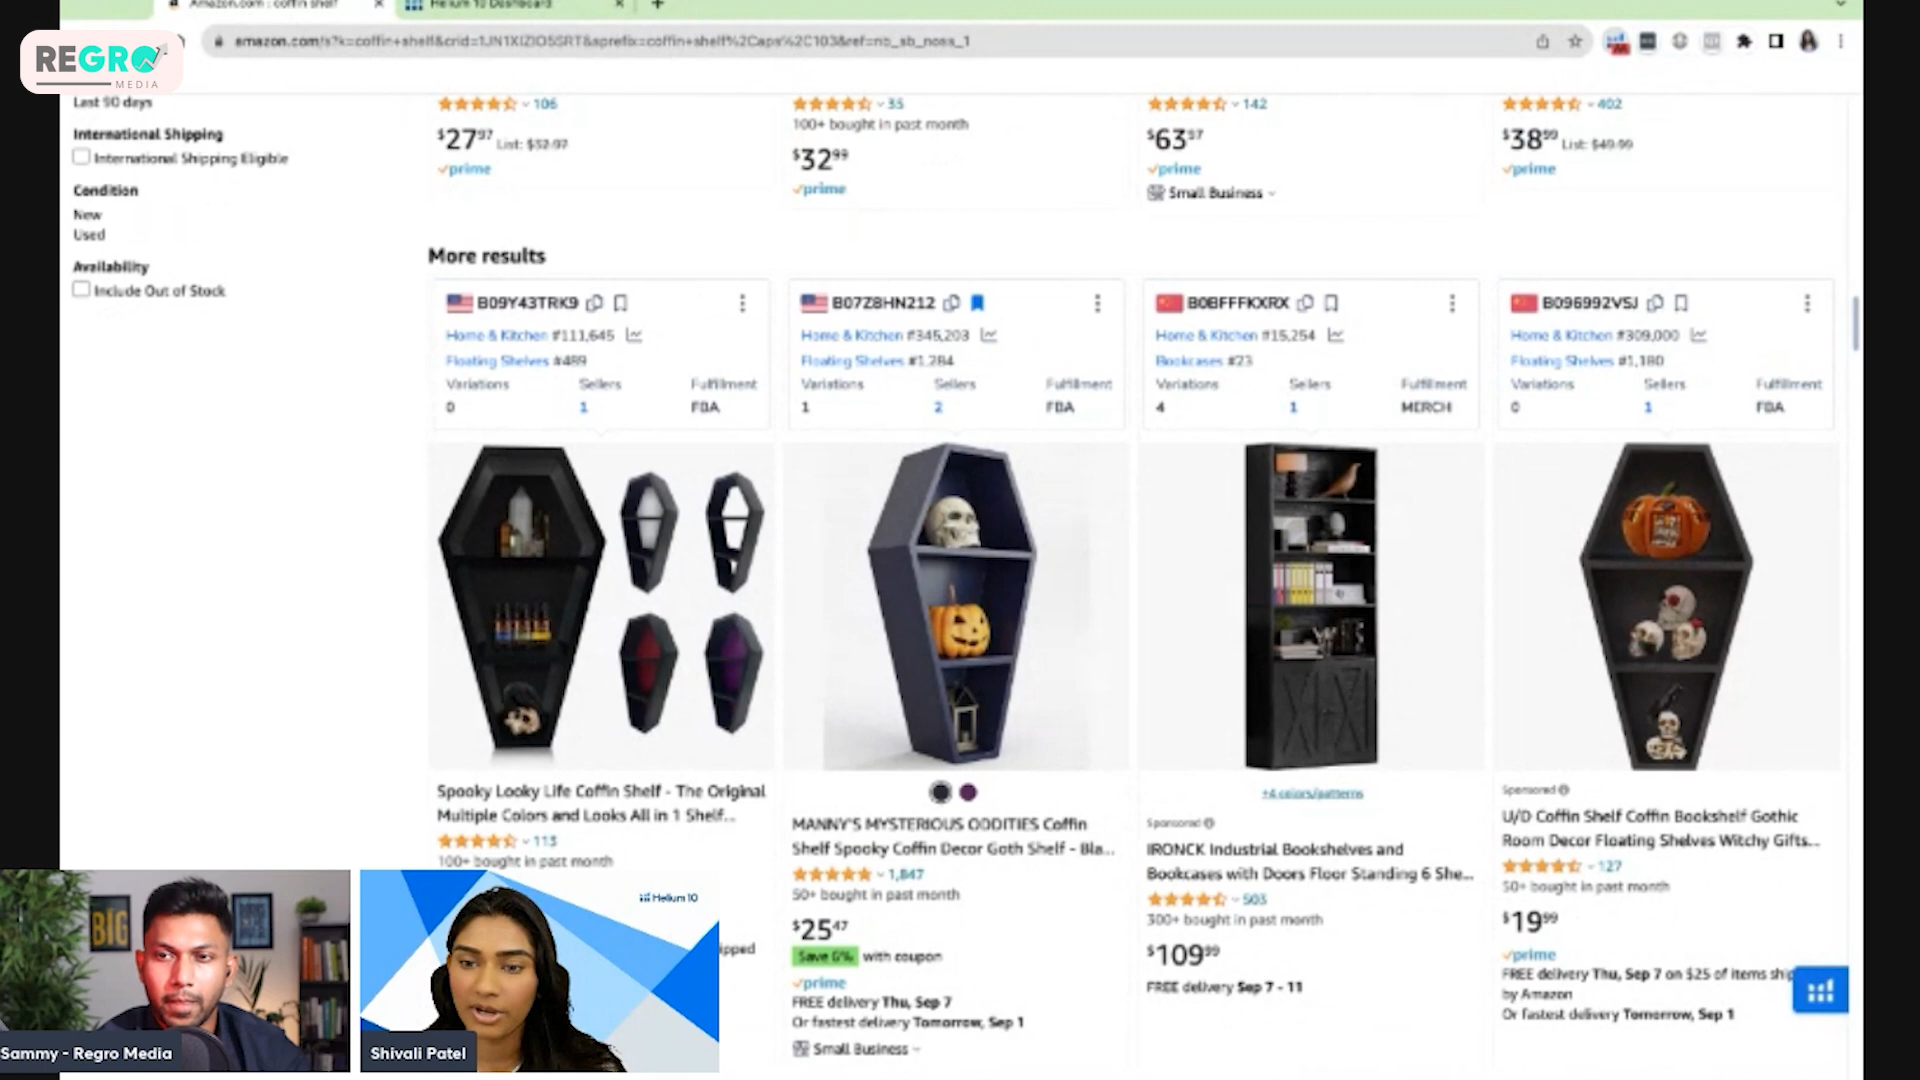 Amazon.com : coffin shelf
Helium 10 Dashboard
REGRO
MEDIA
amazon.com/s?k=coffin+shelf&crid=1JN1XIZIO5SRT&sprefix=coffin+shelf%2Caps%2C103&ref=nb_sb_noss_1
Last 90 days
International Shipping
International Shipping Eligible
Condition
New
Used
Availability
Include Out of Stock
106
$27.97 List: $32.97
prime
35
100+ bought in past month
$32.99
prime
142
$63.97
prime
Small Business
402
$38.99 List: $49.99
prime
More results
B09Y43TRK9
Home & Kitchen #111,645
Floating Shelves #489
Variations Sellers Fulfillment
0 1 FBA
B07Z8HN212
Home & Kitchen #345,203
Floating Shelves #1,284
Variations Sellers Fulfillment
1 2 FBA
B0BFFFKXRX
Home & Kitchen #15,254
Bookcases #23
Variations Sellers Fulfillment
4 1 MERCH
B096992VSJ
Home & Kitchen #309,000
Floating Shelves #1,180
Variations Sellers Fulfillment
0 1 FBA
Spooky Looky Life Coffin Shelf - The Original
Multiple Colors and Looks All in 1 Shelf...
113
100+ bought in past month
ipped
MANNY'S MYSTERIOUS ODDITIES Coffin
Shelf Spooky Coffin Decor Goth Shelf - Bla...
1,847
50+ bought in past month
$25.47
Save 6% with coupon
prime
FREE delivery Thu, Sep 7
Or fastest delivery Tomorrow, Sep 1
Small Business
+4 colors/patterns
Sponsored
IRONCK Industrial Bookshelves and
Bookcases with Doors Floor Standing 6 She...
503
300+ bought in past month
$109.99
FREE delivery Sep 7 - 11
Sponsored
U/D Coffin Shelf Coffin Bookshelf Gothic
Room Decor Floating Shelves Witchy Gifts...
127
50+ bought in past month
$19.99
prime
FREE delivery Thu, Sep 7 on $25 of items ship
by Amazon
Or fastest delivery Tomorrow, Sep 1
BIG
Sammy - Regro Media
Helium 10
Shivali Patel